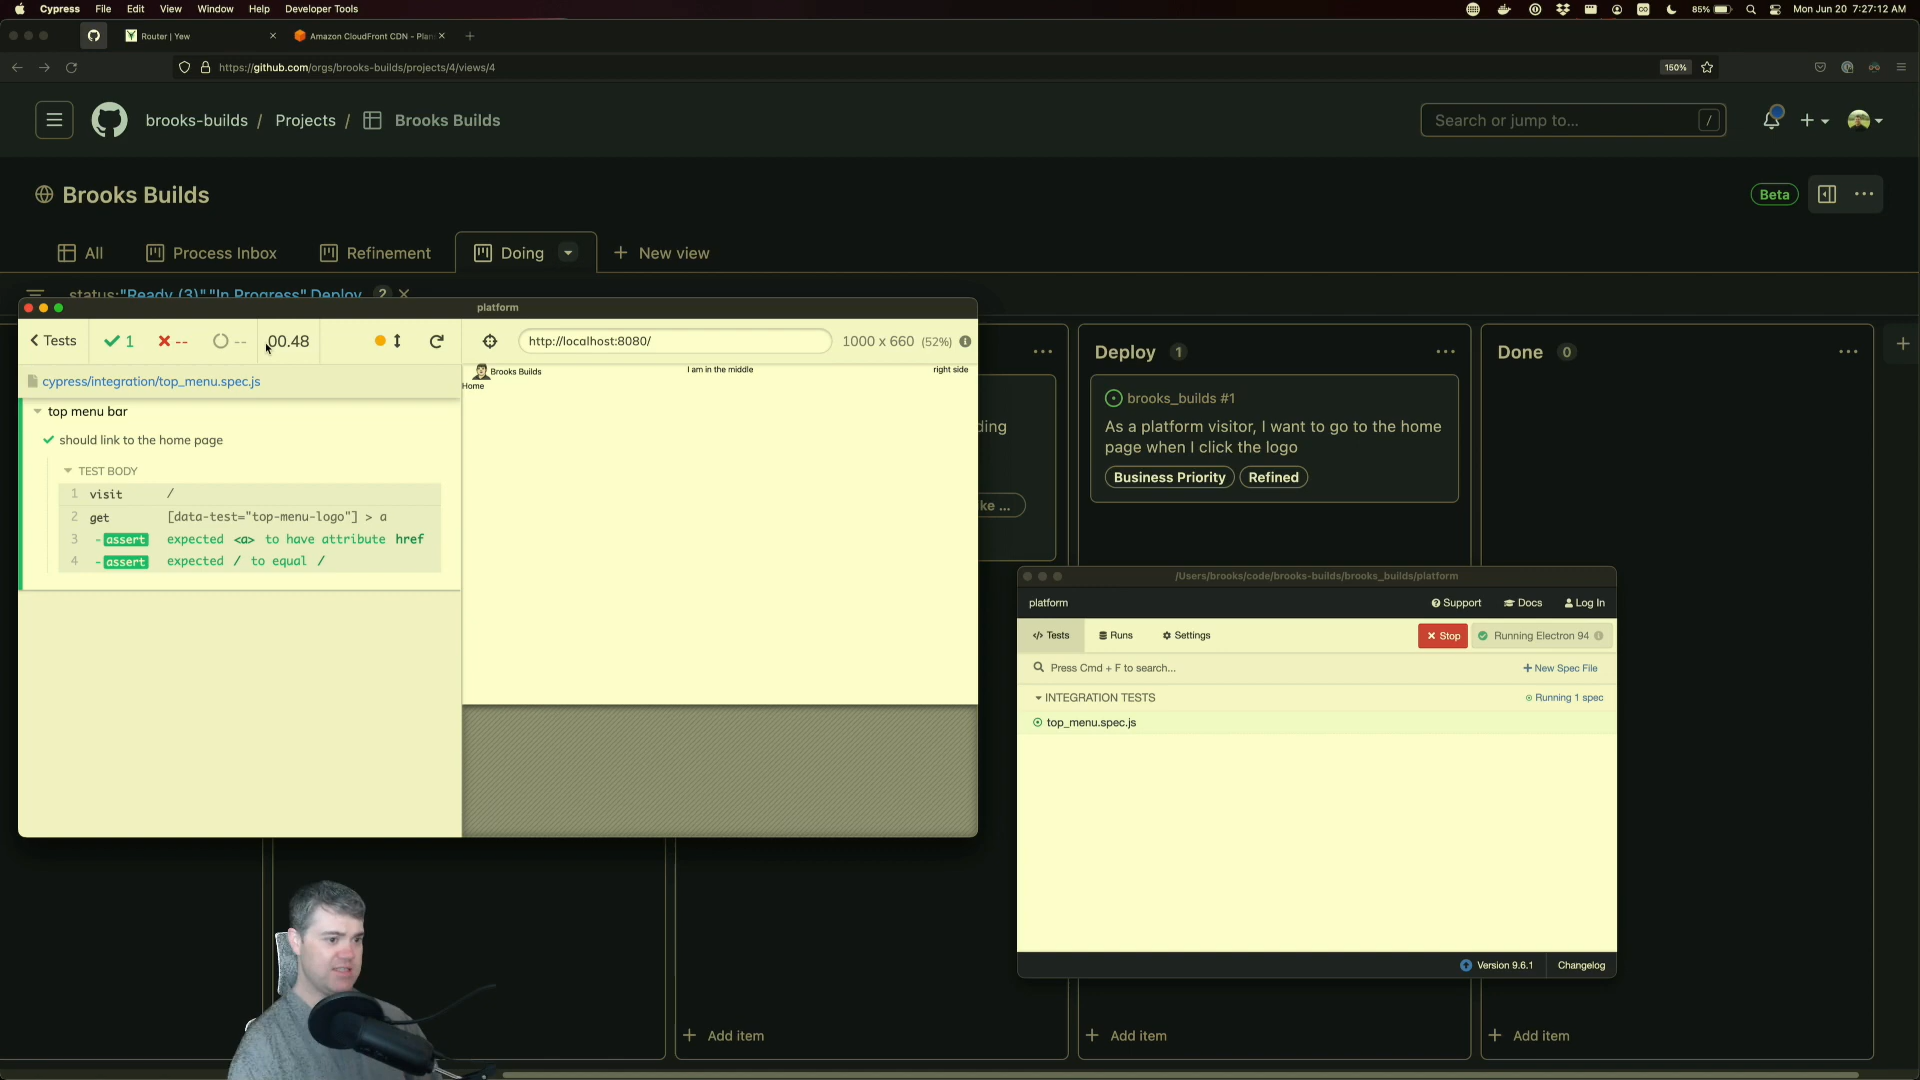 Cypress File Edit View Window Help Developer Tools
85% Mon Jun 20 7:27:12 AM
Router | Yew
Amazon CloudFront CDN - Plan
https://github.com/orgs/brooks-builds/projects/4/views/4
150%
brooks-builds / Projects / Brooks Builds
Search or jump to... /
Brooks Builds
Beta
All
Process Inbox
Refinement
Doing
New view
status:"Ready (3)","In Progress",Deploy 2
platform
Tests
1
--
--
00.48
http://localhost:8080/
1000 x 660 (52%)
cypress/integration/top_menu.spec.js
top menu bar
should link to the home page
TEST BODY
1 visit /
2 get [data-test="top-menu-logo"] > a
3 -assert expected <a> to have attribute href
4 -assert expected / to equal /
Brooks Builds
I am in the middle
right side
Home
ding
ke ...
Deploy 1
brooks_builds #1
As a platform visitor, I want to go to the home
page when I click the logo
Business Priority
Refined
Done 0
/Users/brooks/code/brooks-builds/brooks_builds/platform
platform
Support
Docs
Log In
Tests
Runs
Settings
Stop
Running Electron 94
Press Cmd + F to search...
New Spec File
INTEGRATION TESTS
Running 1 spec
top_menu.spec.js
Version 9.6.1
Changelog
Add item
Add item
Add item